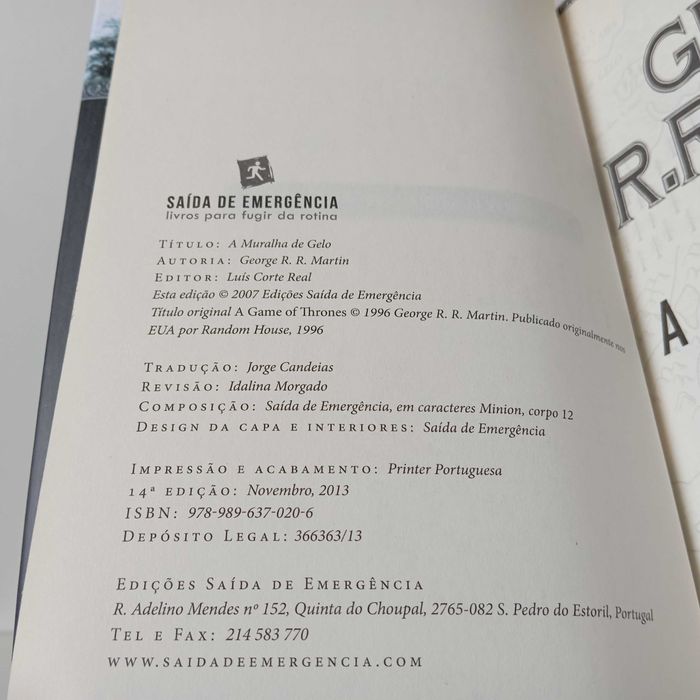 SAÍDA DE EMERGÊNCIA
livros para fugir da rotina
TÍTULO: A Muralha de Gelo
AUTORIA: George R. R. Martin
EDITOR: Luís Corte Real
Esta edição © 2007 Edições Saída de Emergência
Título original A Game of Thrones © 1996 George R. R. Martin. Publicado originalmente nos
EUA por Random House, 1996
TRADUÇÃO: Jorge Candeias
REVISÃO: Idalina Morgado
COMPOSIÇÃO: Saída de Emergência, em caracteres Minion, corpo 12
DESIGN DA CAPA E INTERIORES: Saída de Emergência
IMPRESSÃO E ACABAMENTO: Printer Portuguesa
14ª EDIÇÃO: Novembro, 2013
ISBN: 978-989-637-020-6
DEPÓSITO LEGAL: 366363/13
EDIÇÕES SAÍDA DE EMERGÊNCIA
R. Adelino Mendes nº 152, Quinta do Choupal, 2765-082 S. Pedro do Estoril, Portugal
TEL E FAX: 214 583 770
WWW.SAIDADEEMERGENCIA.COM
G
R.R
A